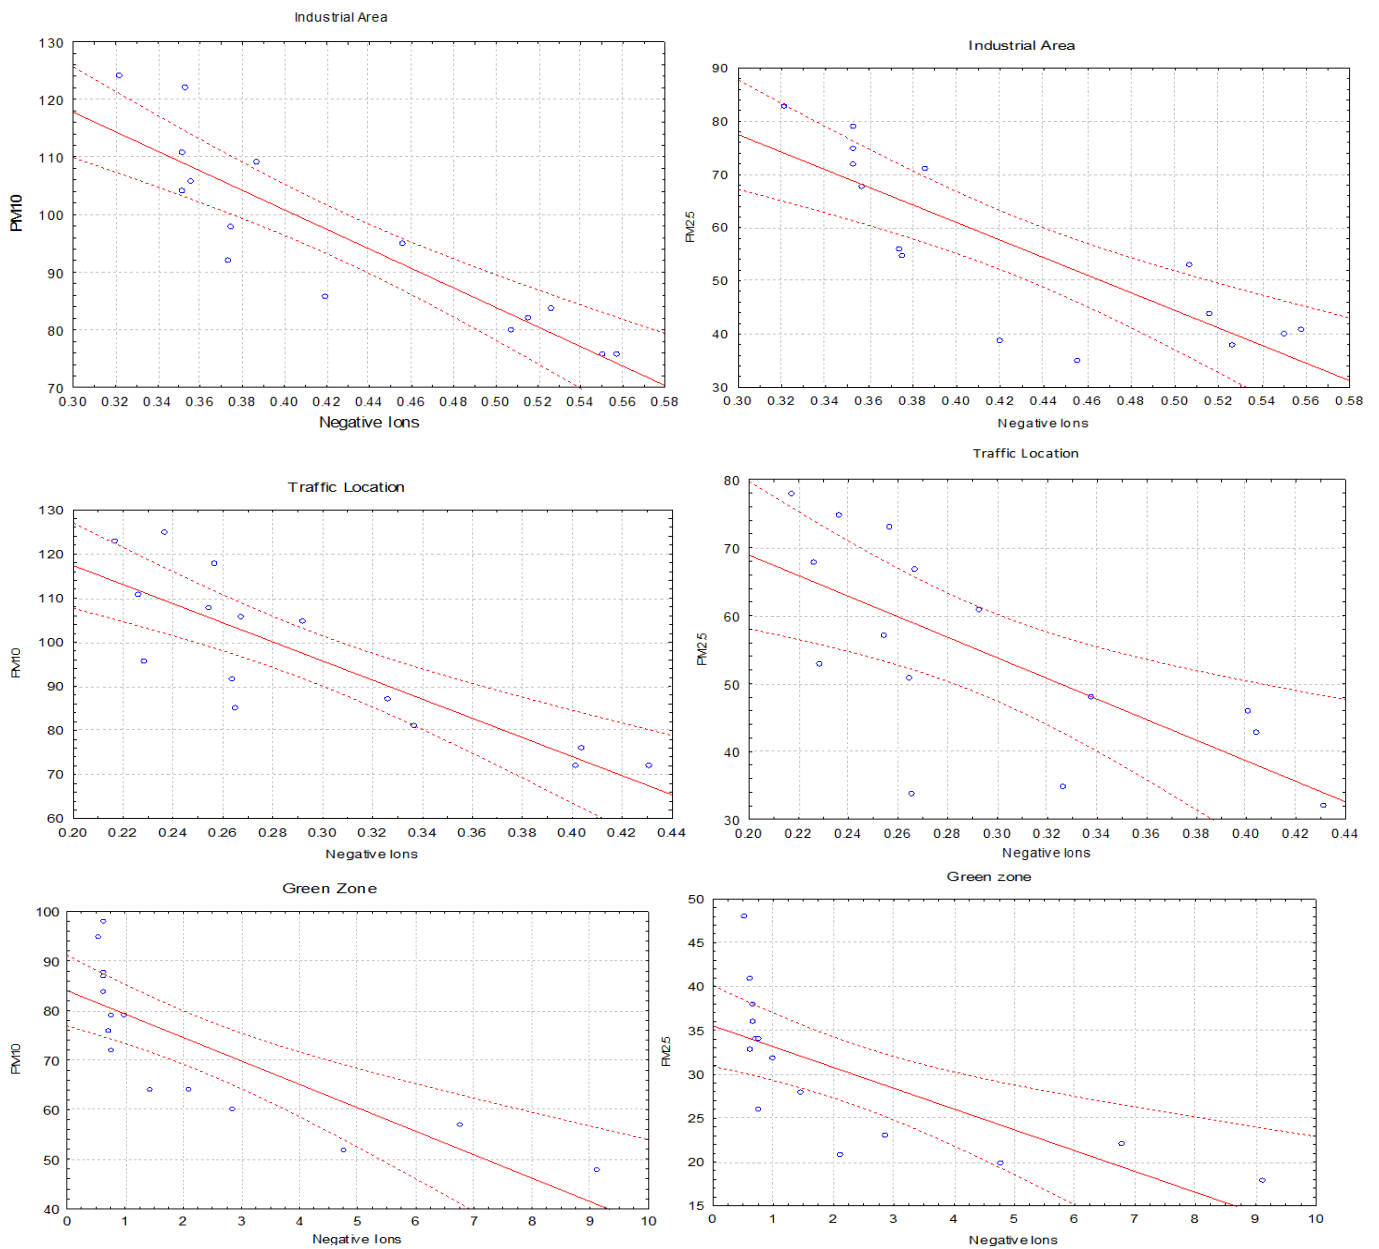 Industrial Area
130
120
110
100
90
80
70
PM10
0.30 0.32 0.34 0.36 0.38 0.40 0.42 0.44 0.46 0.48 0.50 0.52 0.54 0.56 0.58
Negative Ions
Industrial Area
90
80
70
60
50
40
30
PM2.5
0.30 0.32 0.34 0.36 0.38 0.40 0.42 0.44 0.46 0.48 0.50 0.52 0.54 0.56 0.58
Negative Ions
Traffic Location
130
120
110
100
90
80
70
60
PM10
0.20 0.22 0.24 0.26 0.28 0.30 0.32 0.34 0.36 0.38 0.40 0.42 0.44
Negative Ions
Traffic Location
80
70
60
50
40
30
PM2.5
0.20 0.22 0.24 0.26 0.28 0.30 0.32 0.34 0.36 0.38 0.40 0.42 0.44
Negative Ions
Green Zone
100
90
80
70
60
50
40
PM10
0 1 2 3 4 5 6 7 8 9 10
Negative Ions
Green zone
50
45
40
35
30
25
20
15
PM2.5
0 1 2 3 4 5 6 7 8 9 10
Negative Ions